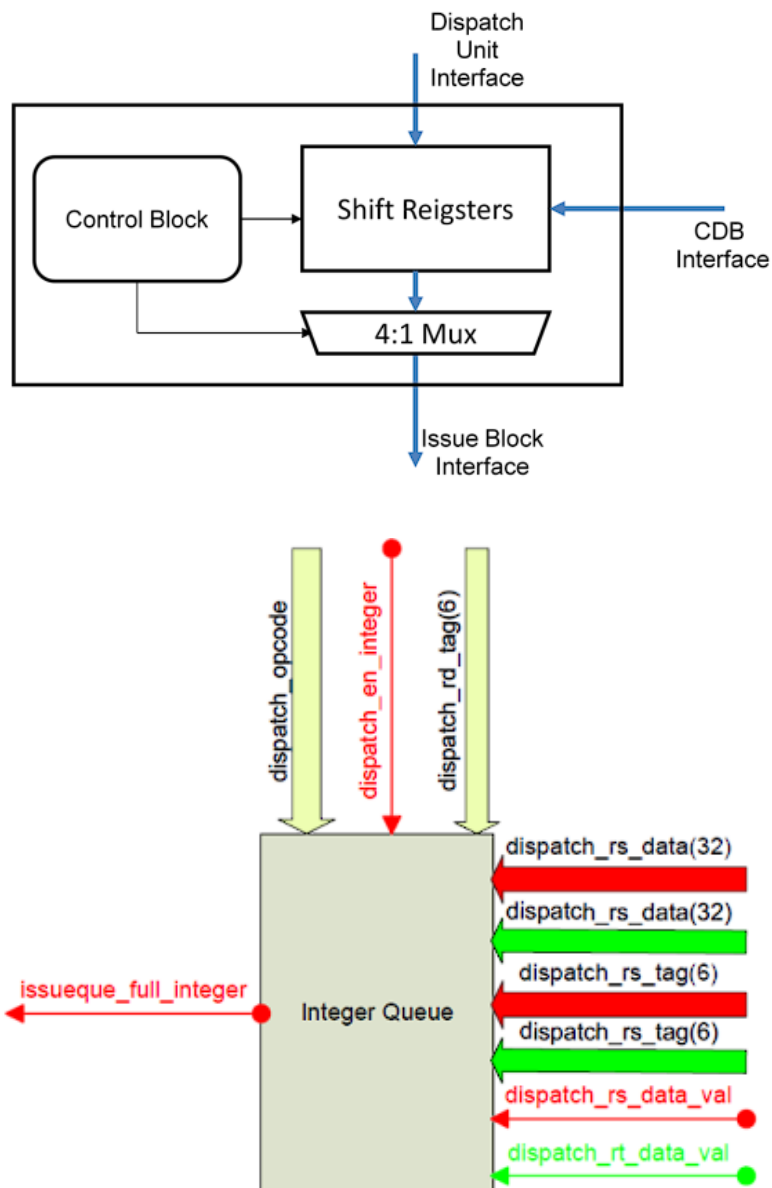 Dispatch
Unit
Interface
Control Block
Shift Reigsters
CDB
Interface
4:1 Mux
Issue Block
Interface
dispatch_opcode
dispatch_en_integer
dispatch_rd_tag(6)
dispatch_rs_data(32)
dispatch_rs_data(32)
issueque_full_integer
Integer Queue
dispatch_rs_tag(6)
dispatch_rs_tag(6)
dispatch_rs_data_val
dispatch_rt_data_val